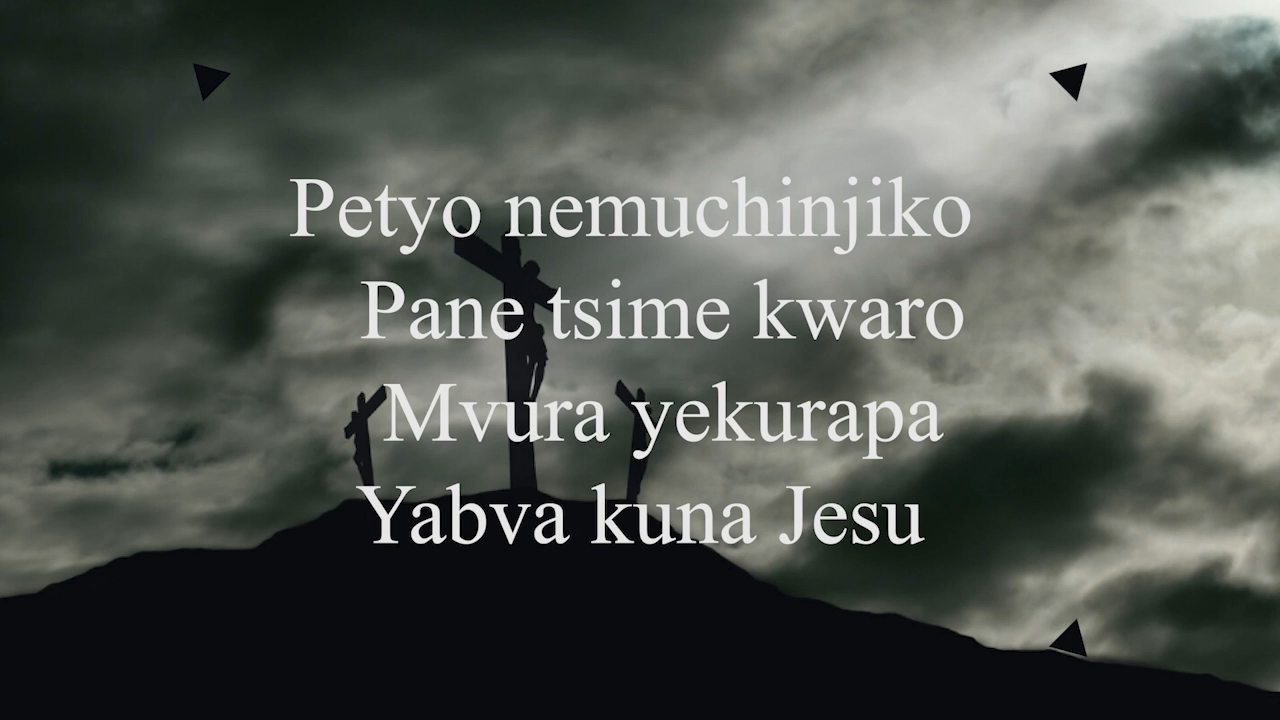 Petyo nemuchinjiko
Pane tsime kwaro
Mvura yekurapa
Yabva kuna Jesu